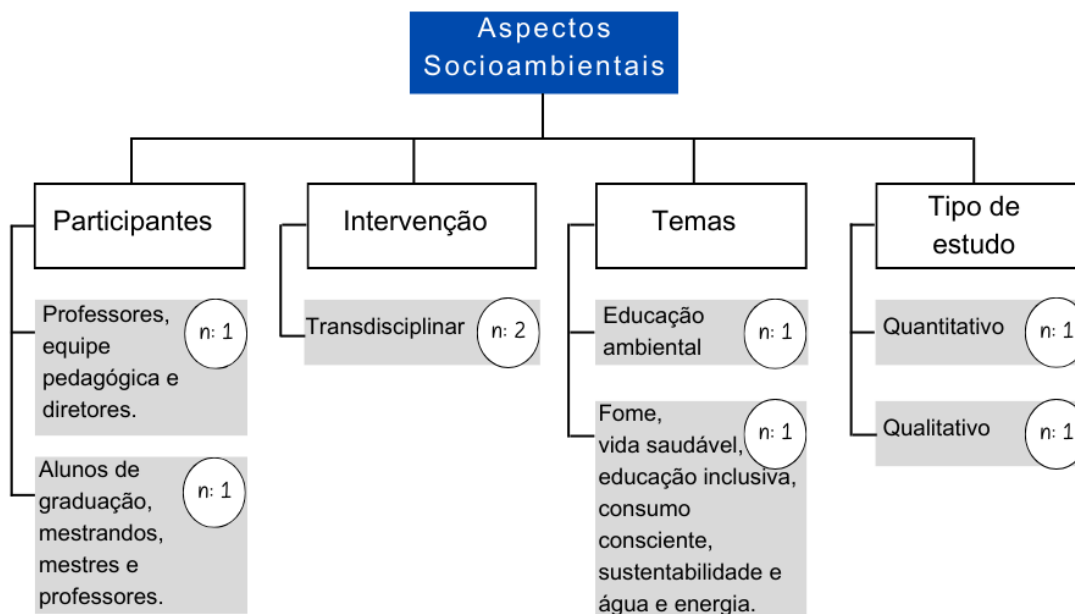 Aspectos
Socioambientais
Participantes
Professores,
equipe
pedagógica e
diretores.
n: 1
Alunos de
graduação,
mestrandos,
mestres e
professores.
n: 1
Intervenção
Transdisciplinar
n: 2
Temas
Educação
ambiental
n: 1
Fome,
vida saudável,
educação inclusiva,
consumo
consciente,
sustentabilidade e
água e energia.
n: 1
Tipo de
estudo
Quantitativo
n: 1
Qualitativo
n: 1